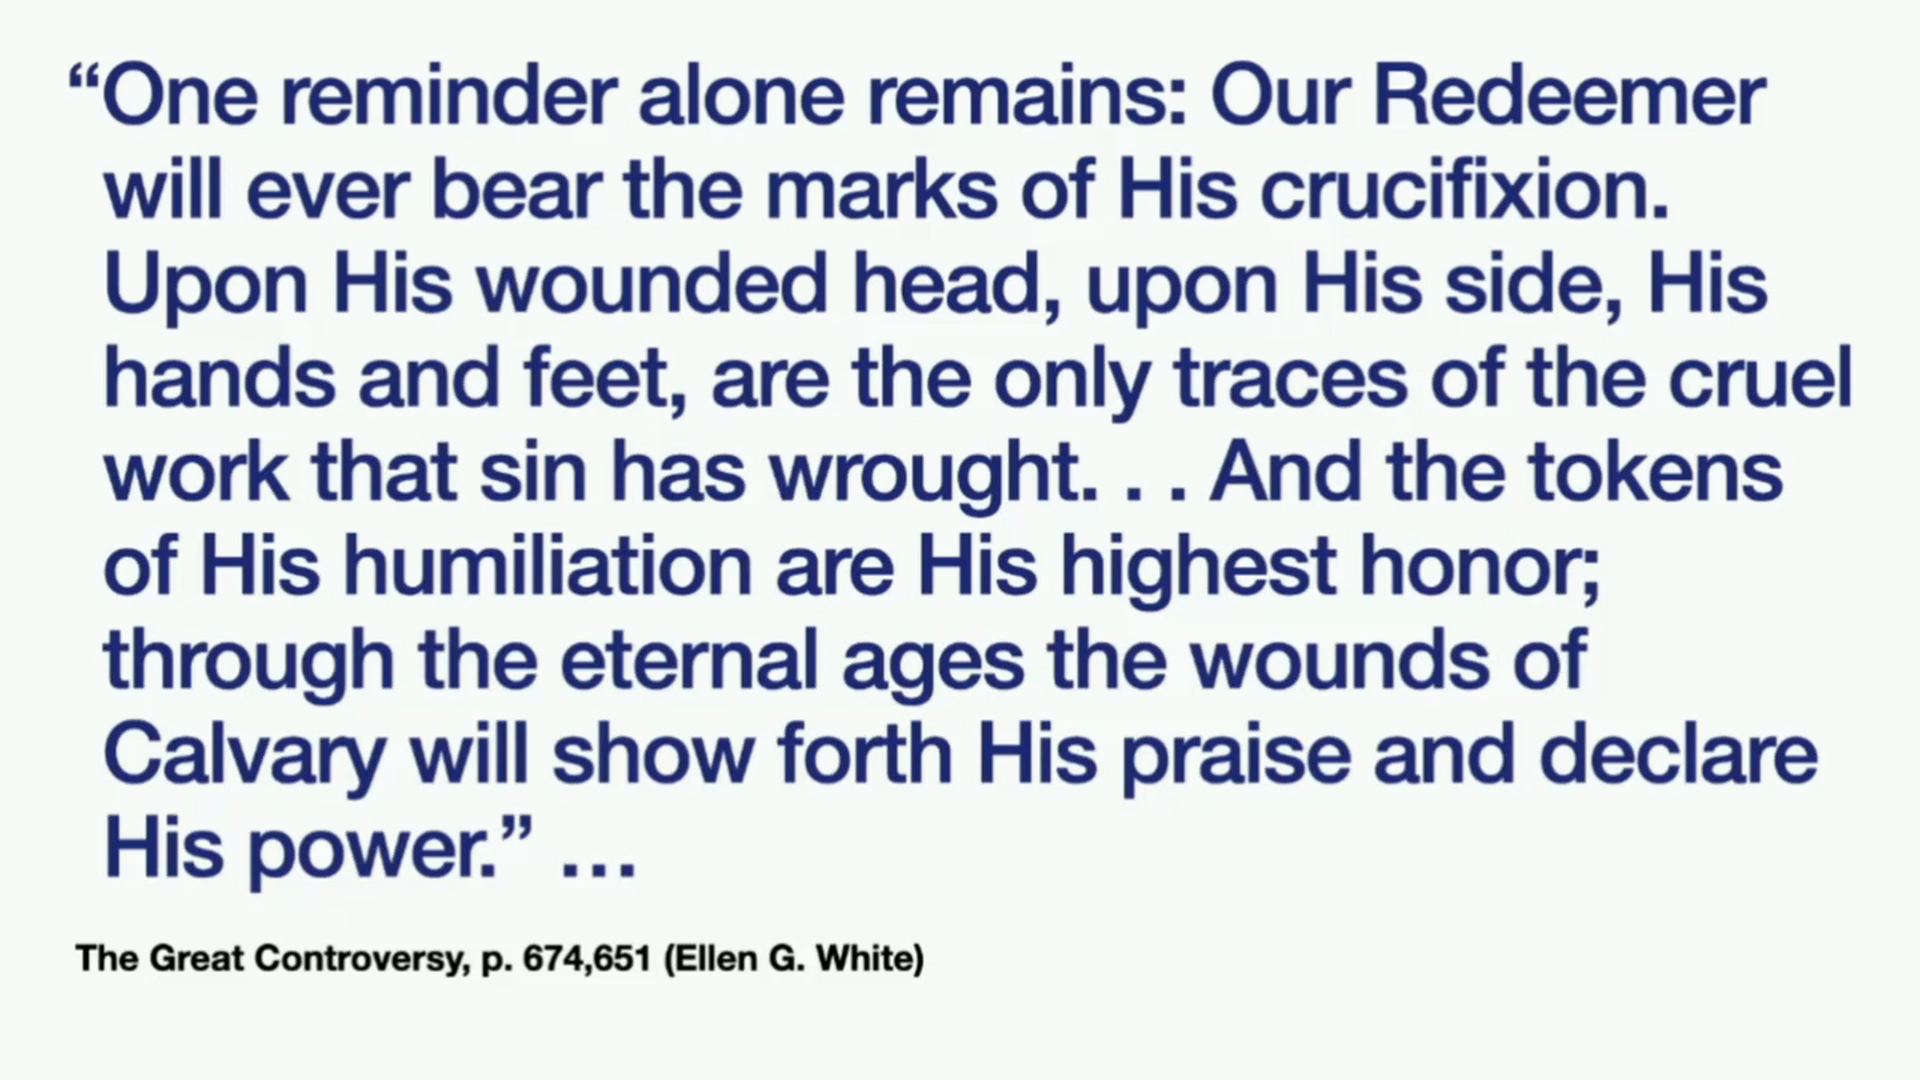 “One reminder alone remains: Our Redeemer
will ever bear the marks of His crucifixion.
Upon His wounded head, upon His side, His
hands and feet, are the only traces of the cruel
work that sin has wrought. . . And the tokens
of His humiliation are His highest honor;
through the eternal ages the wounds of
Calvary will show forth His praise and declare
His power.” ...
The Great Controversy, p. 674,651 (Ellen G. White)